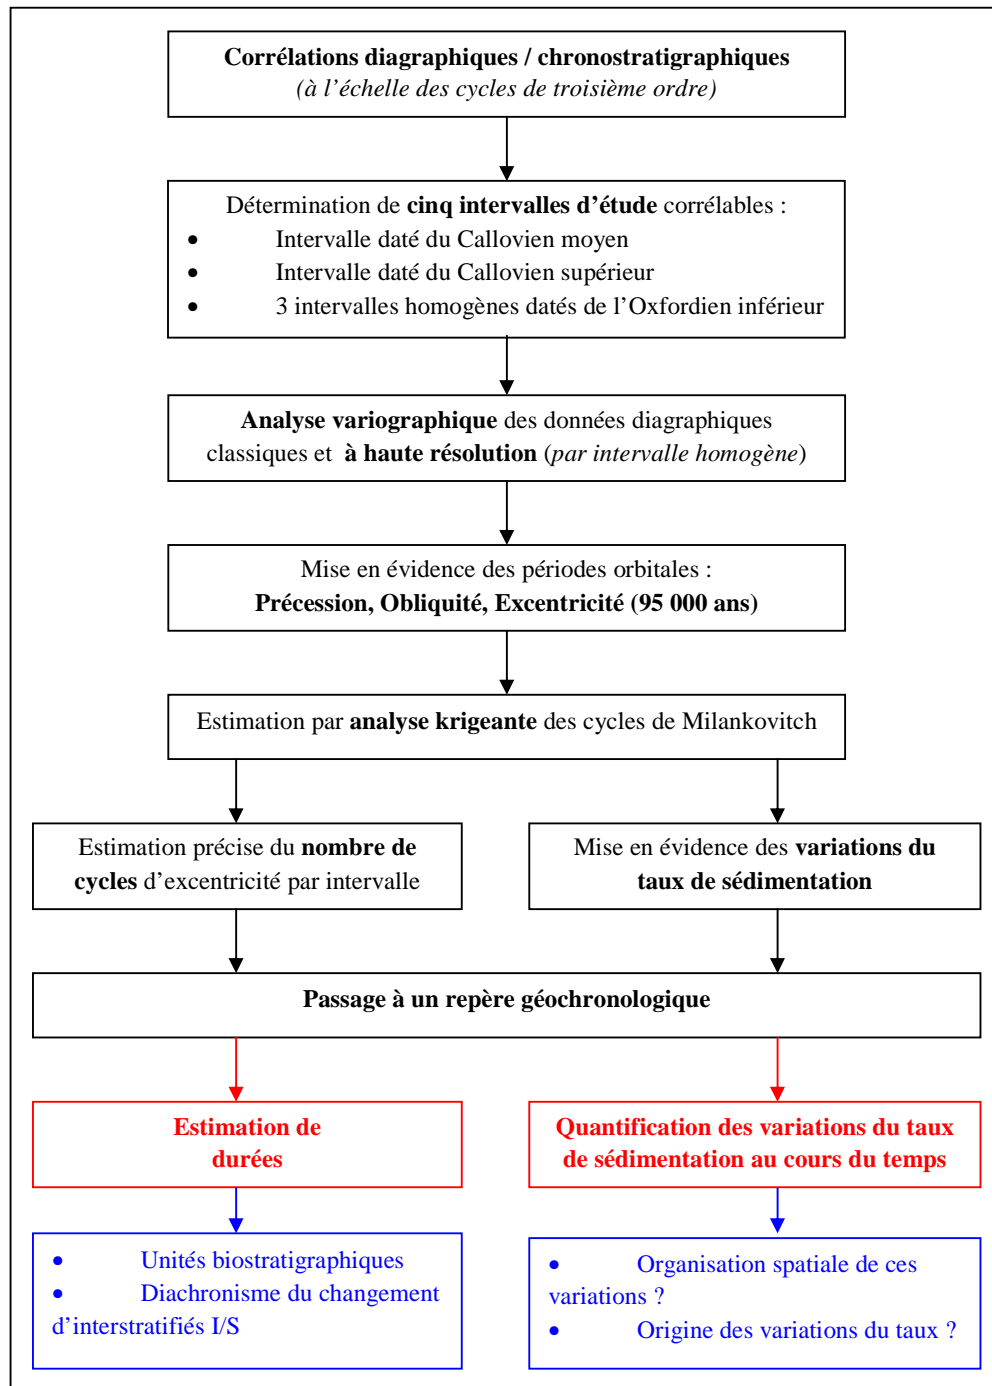 Corrélations diagraphiques / chronostratigraphiques
(à l'échelle des cycles de troisième ordre)
Détermination de cinq intervalles d'étude corrélables :
• Intervalle daté du Callovien moyen
• Intervalle daté du Callovien supérieur
• 3 intervalles homogènes datés de l'Oxfordien inférieur
Analyse variographique des données diagraphiques
classiques et à haute résolution (par intervalle homogène)
Mise en évidence des périodes orbitales :
Précession, Obliquité, Excentricité (95 000 ans)
Estimation par analyse krigeante des cycles de Milankovitch
Estimation précise du nombre de
cycles d'excentricité par intervalle
Mise en évidence des variations du
taux de sédimentation
Passage à un repère géochronologique
Estimation de
durées
Quantification des variations du taux
de sédimentation au cours du temps
• Unités biostratigraphiques
• Diachronisme du changement
d'interstratifiés I/S
• Organisation spatiale de ces
variations ?
• Origine des variations du taux ?